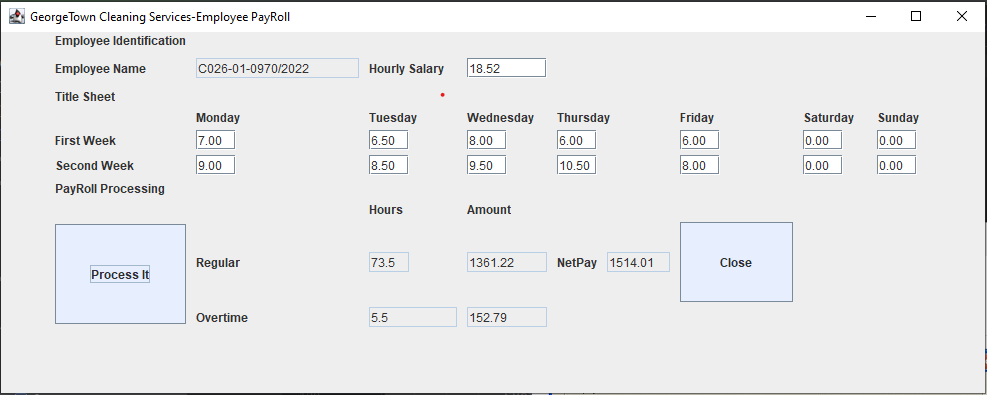 GeorgeTown Cleaning Services-Employee PayRoll
Employee Identification
Employee Name C026-01-0970/2022 Hourly Salary 18.52
Title Sheet
Monday Tuesday Wednesday Thursday Friday Saturday Sunday
First Week 7.00 6.50 8.00 6.00 6.00 0.00 0.00
Second Week 9.00 8.50 9.50 10.50 8.00 0.00 0.00
PayRoll Processing
Hours Amount
Process It Regular 73.5 1361.22 NetPay 1514.01 Close
Overtime 5.5 152.79